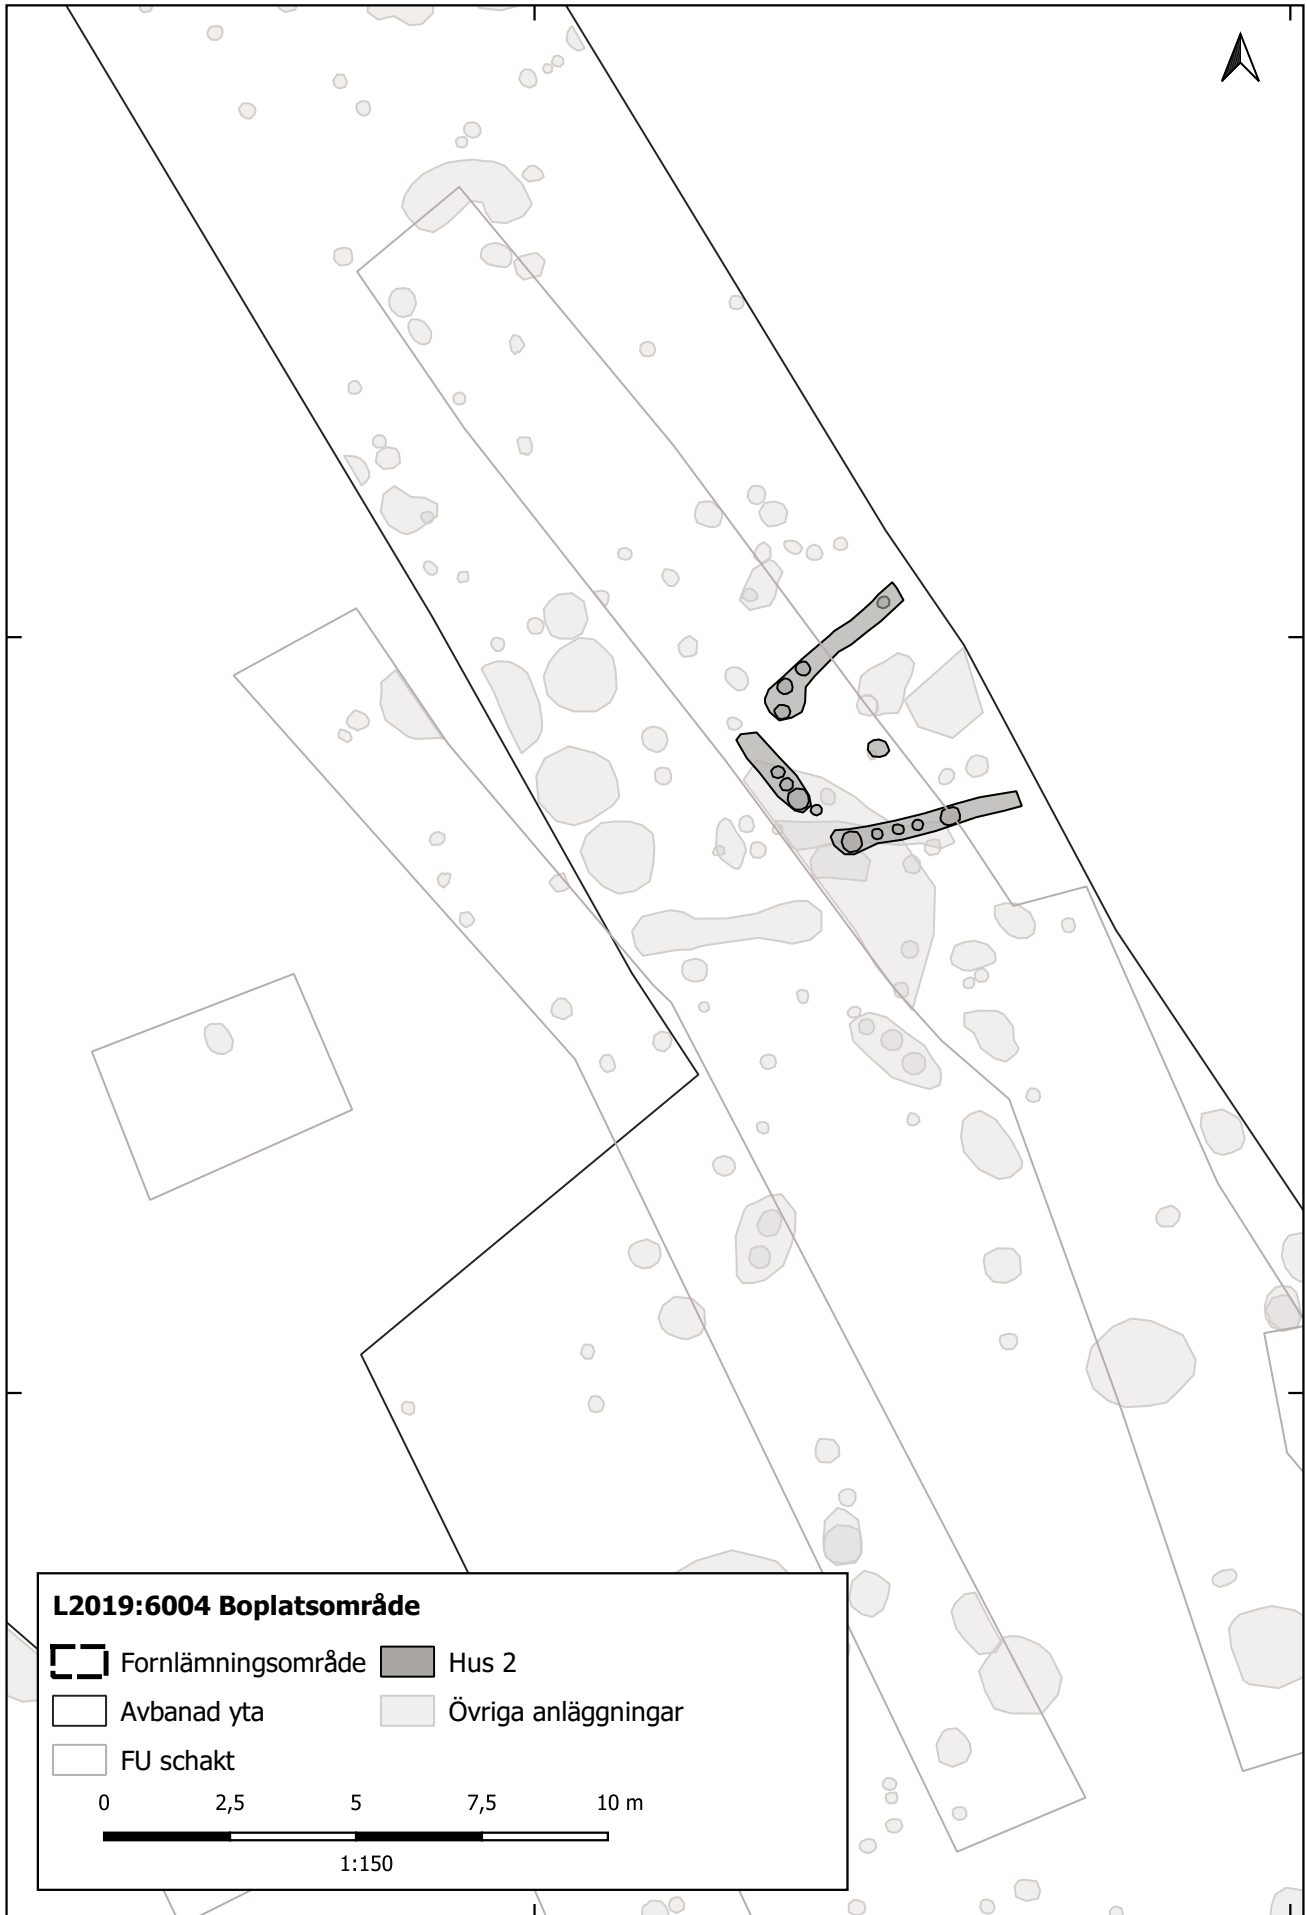 L2019:6004 Boplatsområde
Fornlämningsområde
Hus 2
Avbanad yta
Övriga anläggningar
FU schakt
0 2,5 5 7,5 10 m
1:150